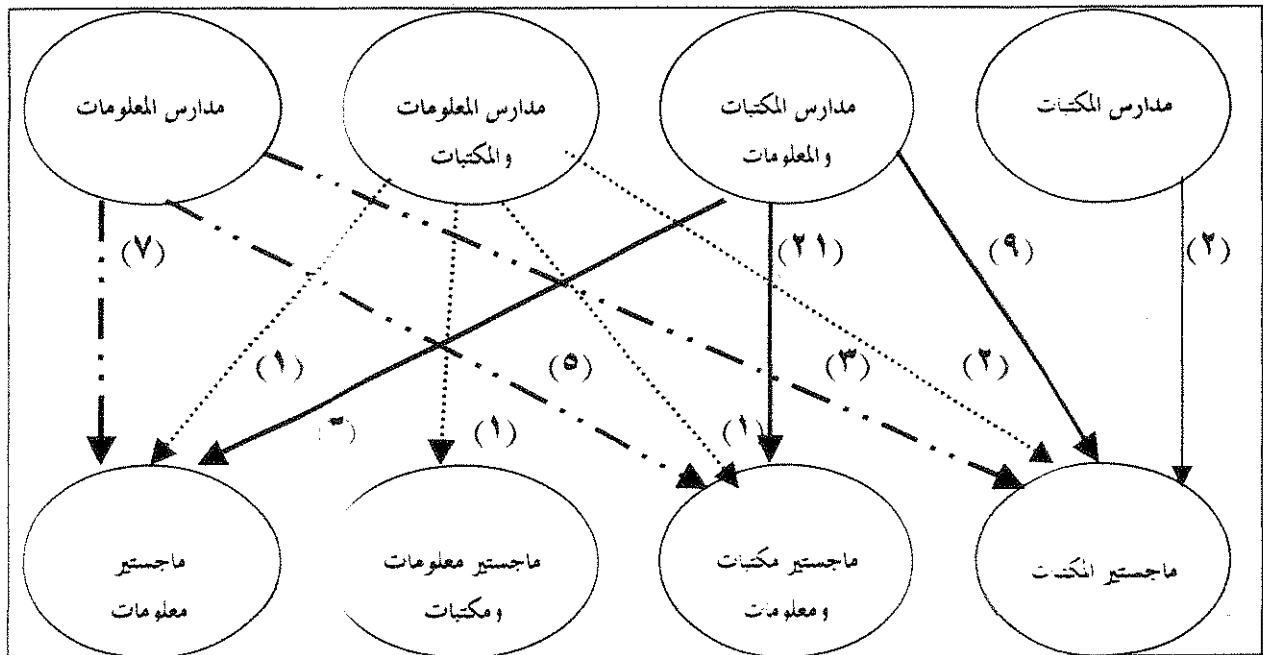 مدارس المكتبات
مدارس المكتبات
والمعلومات
مدارس المعلومات
والمكتبات
مدارس المعلومات
(٢)
(٩)
(٢١)
(٧)
(٢)
(٣)
(٥)
(١)
(١)
(١)
ماجستير المكتبات
ماجستير مكتبات
ومعلومات
ماجستير معلومات
ومكتبات
ماجستير
معلومات